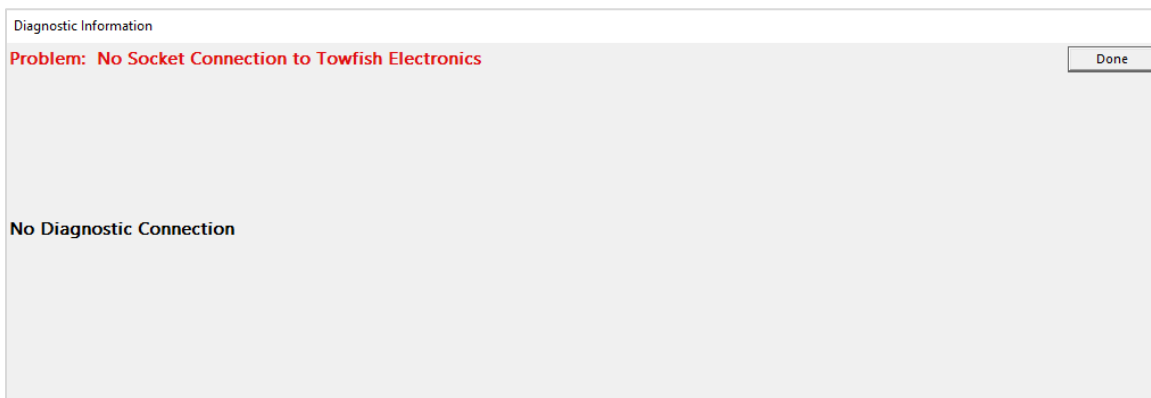 Diagnostic Information
Problem:  No Socket Connection to Towfish Electronics
Done
No Diagnostic Connection